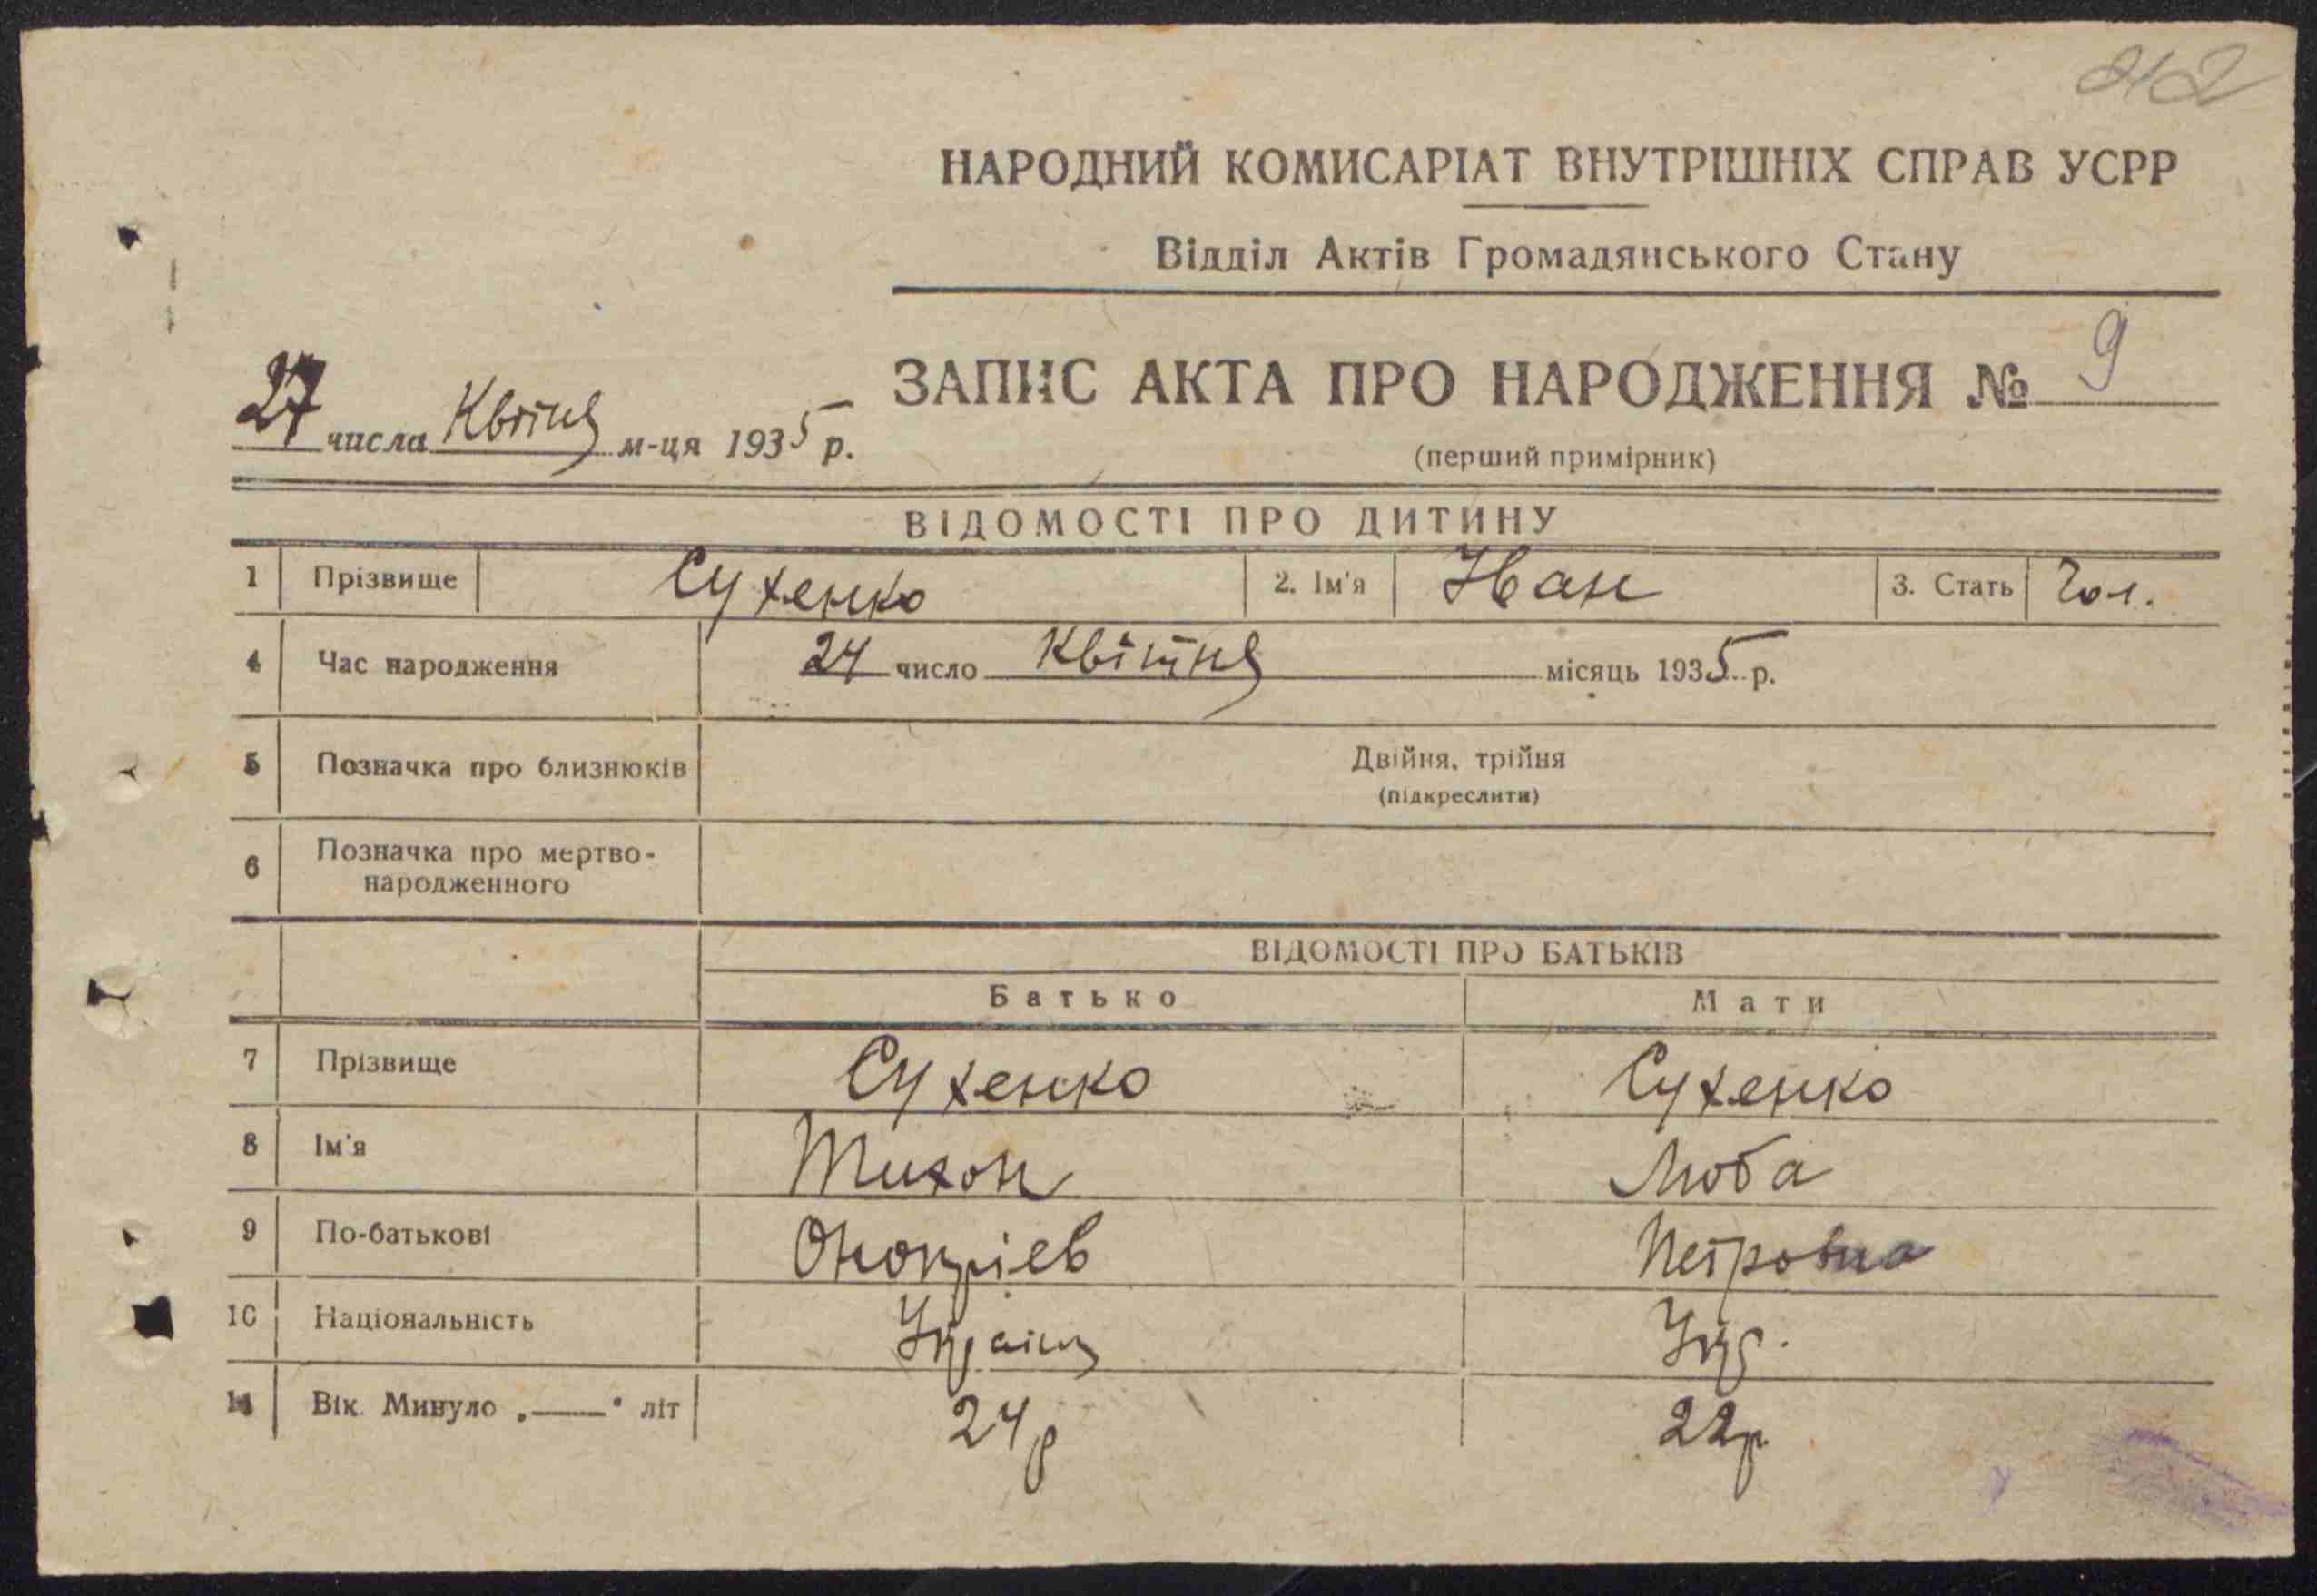 212
НАРОДНИЙ КОМИСАРІАТ ВНУТРІШНІХ СПРАВ УСРР
Відділ Актів Громадянського Стану
ЗАПИС АКТА ПРО НАРОДЖЕННЯ № 9
27 числа Квітня м-ця 1935 р.
(перший примірник)
ВІДОМОСТІ ПРО ДИТИНУ
1 Прізвище Сухенко 2. Ім'я Иван 3. Стать Чол.
4 Час народження 24 число Квітня місяць 1935 р.
5 Позначка про близнюків Двійня, трійня
(підкреслити)
6 Позначка про мертво-
народженного
ВІДОМОСТІ ПРО БАТЬКІВ
Батько Мати
7 Прізвище Сухенко Сухенко
8 Ім'я Тихон Люба
9 По-батькові Онопріев Петровна
10 Національність Україн Укр.
11 Вік. Минуло „——" літ 24р 22р